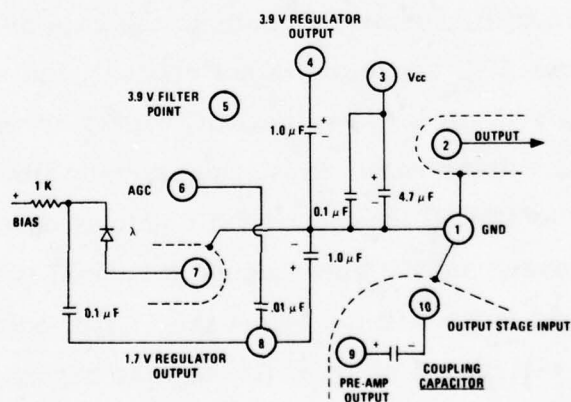 3.9 V REGULATOR
OUTPUT
4
3
Vcc
3.9 V FILTER
POINT
5
1.0 µF
+
−
2
OUTPUT
1 K
+
BIAS
AGC
6
λ
0.1 µF
+
−
4.7 µF
1
GND
7
−
+
1.0 µF
0.1 µF
.01 µF
8
1.7 V REGULATOR
OUTPUT
10
OUTPUT STAGE INPUT
9
+
−
PRE-AMP
OUTPUT
COUPLING
CAPACITOR